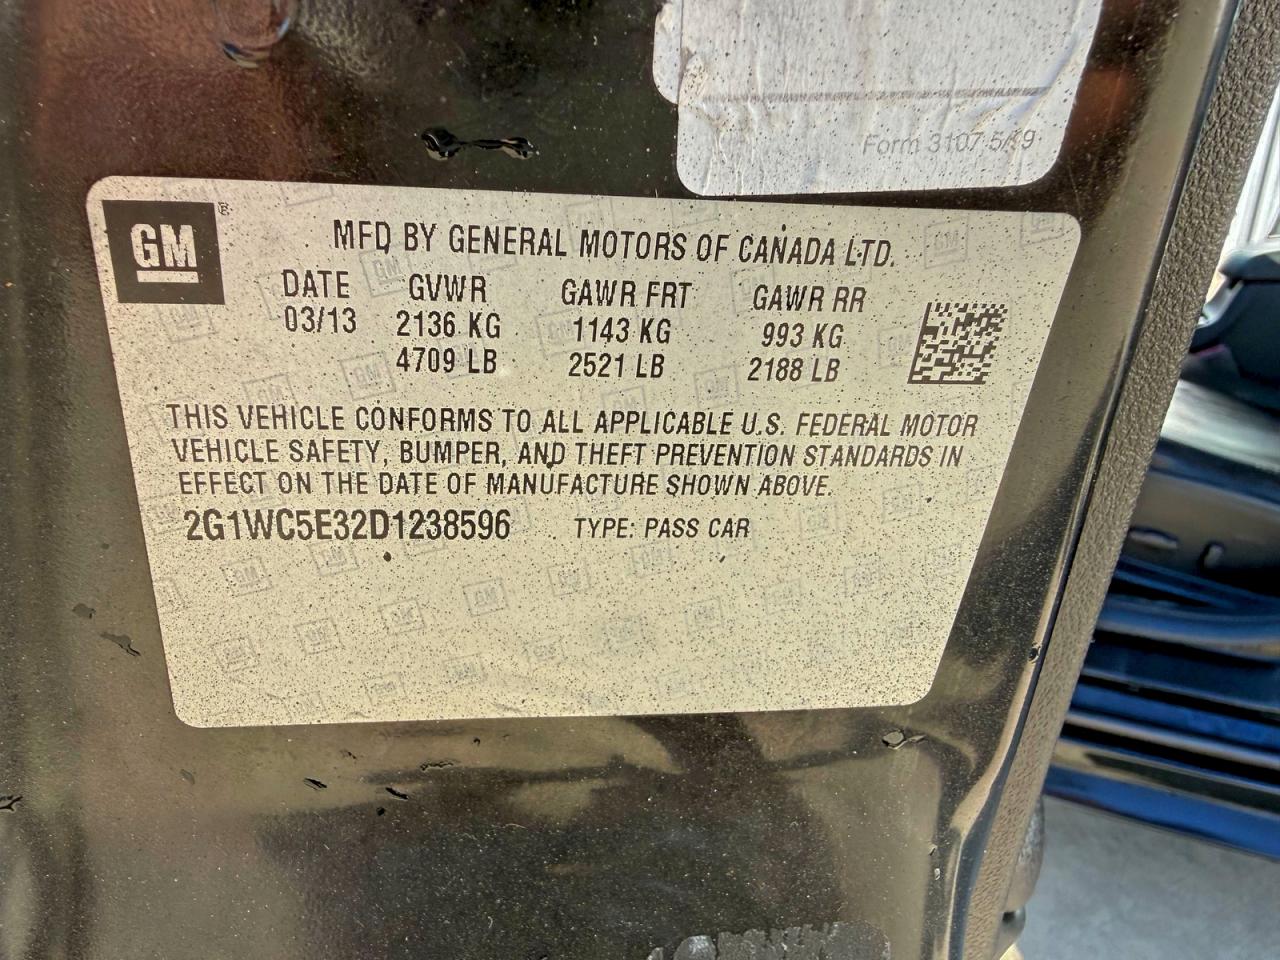 Form 3107 5/19
GM ®
MFD BY GENERAL MOTORS OF CANADA LTD.
DATE GVWR GAWR FRT GAWR RR
03/13 2136 KG 1143 KG 993 KG
4709 LB 2521 LB 2188 LB
THIS VEHICLE CONFORMS TO ALL APPLICABLE U.S. FEDERAL MOTOR
VEHICLE SAFETY, BUMPER, AND THEFT PREVENTION STANDARDS IN
EFFECT ON THE DATE OF MANUFACTURE SHOWN ABOVE.
2G1WC5E32D1238596 TYPE: PASS CAR